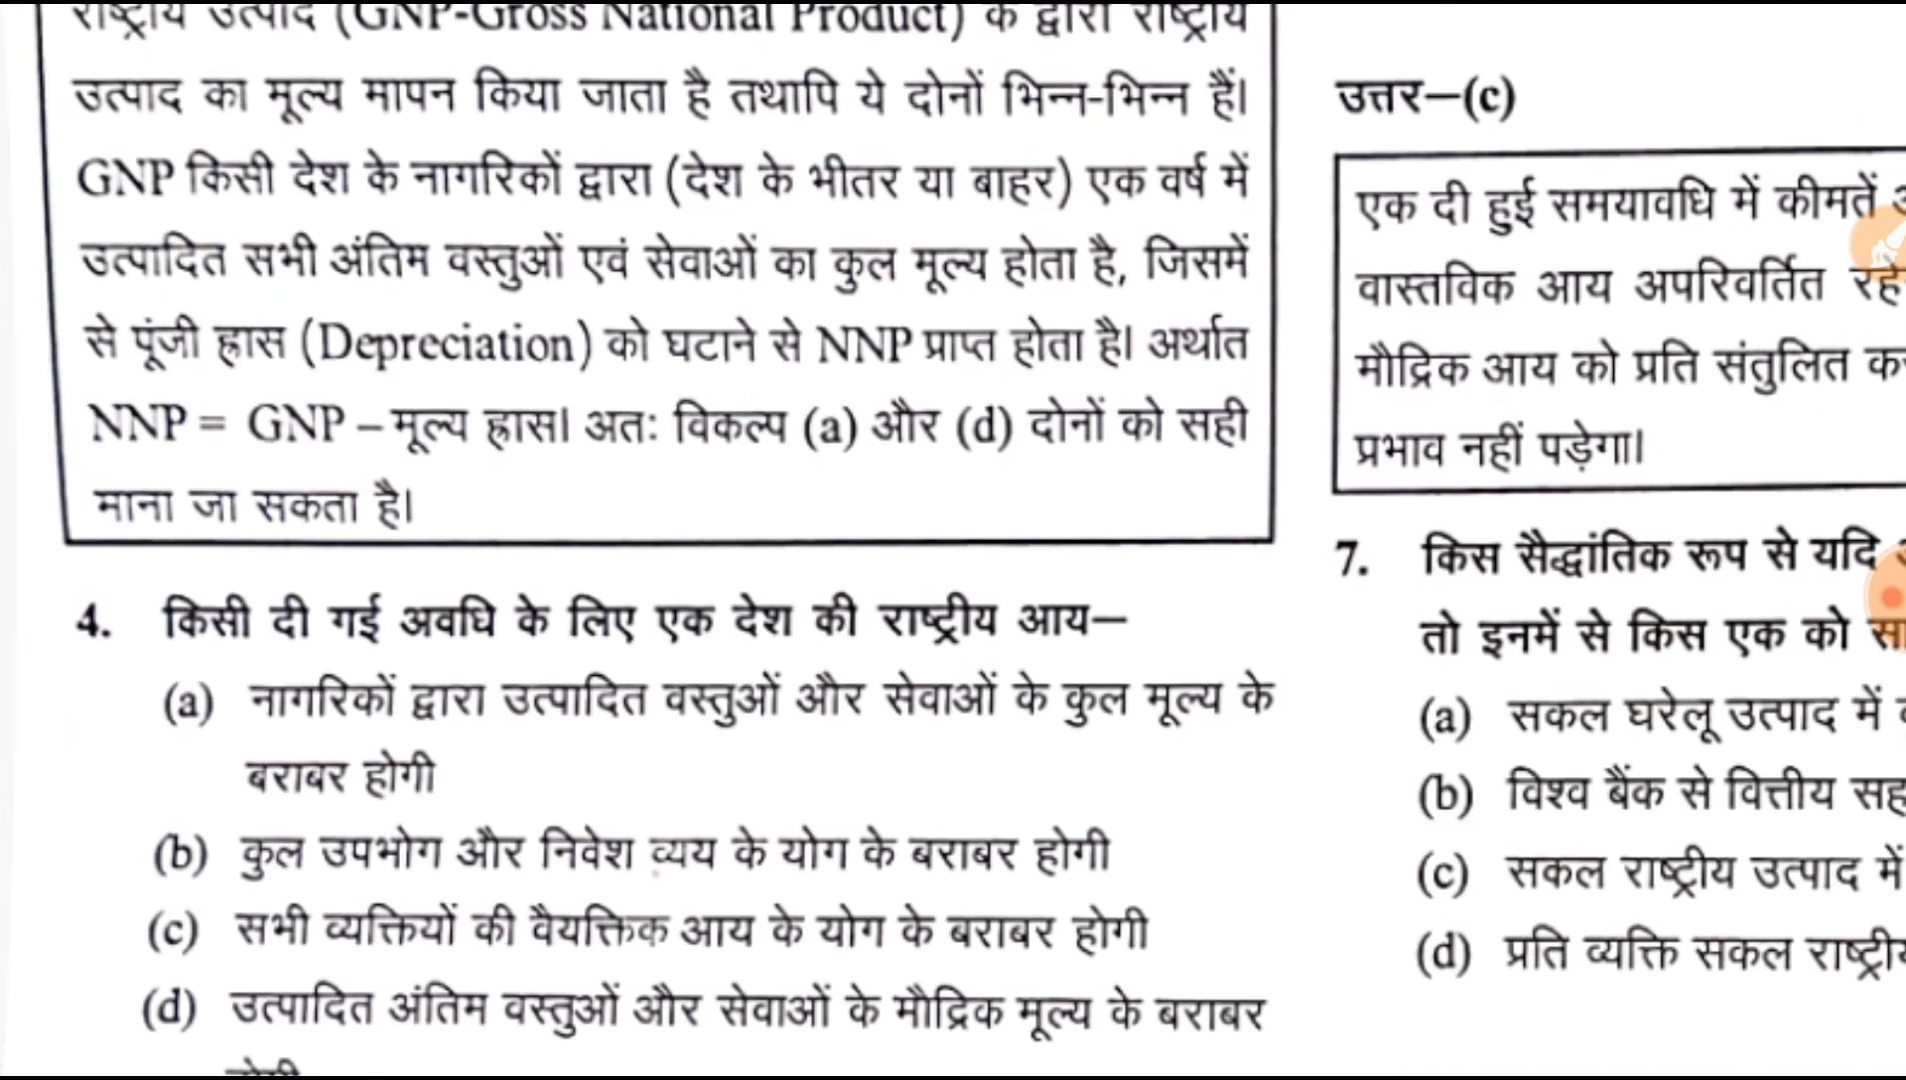 राष्ट्रीय उत्पाद (GNP-Gross National Product) के द्वारा राष्ट्रीय
उत्पाद का मूल्य मापन किया जाता है तथापि ये दोनों भिन्न-भिन्न हैं।
GNP किसी देश के नागरिकों द्वारा (देश के भीतर या बाहर) एक वर्ष में
उत्पादित सभी अंतिम वस्तुओं एवं सेवाओं का कुल मूल्य होता है, जिसमें
से पूंजी ह्रास (Depreciation) को घटाने से NNP प्राप्त होता है। अर्थात
NNP = GNP – मूल्य ह्रास। अतः विकल्प (a) और (d) दोनों को सही
माना जा सकता है।
4. किसी दी गई अवधि के लिए एक देश की राष्ट्रीय आय–
(a) नागरिकों द्वारा उत्पादित वस्तुओं और सेवाओं के कुल मूल्य के
बराबर होगी
(b) कुल उपभोग और निवेश व्यय के योग के बराबर होगी
(c) सभी व्यक्तियों की वैयक्तिक आय के योग के बराबर होगी
(d) उत्पादित अंतिम वस्तुओं और सेवाओं के मौद्रिक मूल्य के बराबर
उत्तर–(c)
एक दी हुई समयावधि में कीमतें
वास्तविक आय अपरिवर्तित रहे
मौद्रिक आय को प्रति संतुलित
प्रभाव नहीं पड़ेगा।
7. किस सैद्धांतिक रूप से यदि
तो इनमें से किस एक को
(a) सकल घरेलू उत्पाद में
(b) विश्व बैंक से वित्तीय
(c) सकल राष्ट्रीय उत्पाद में
(d) प्रति व्यक्ति सकल